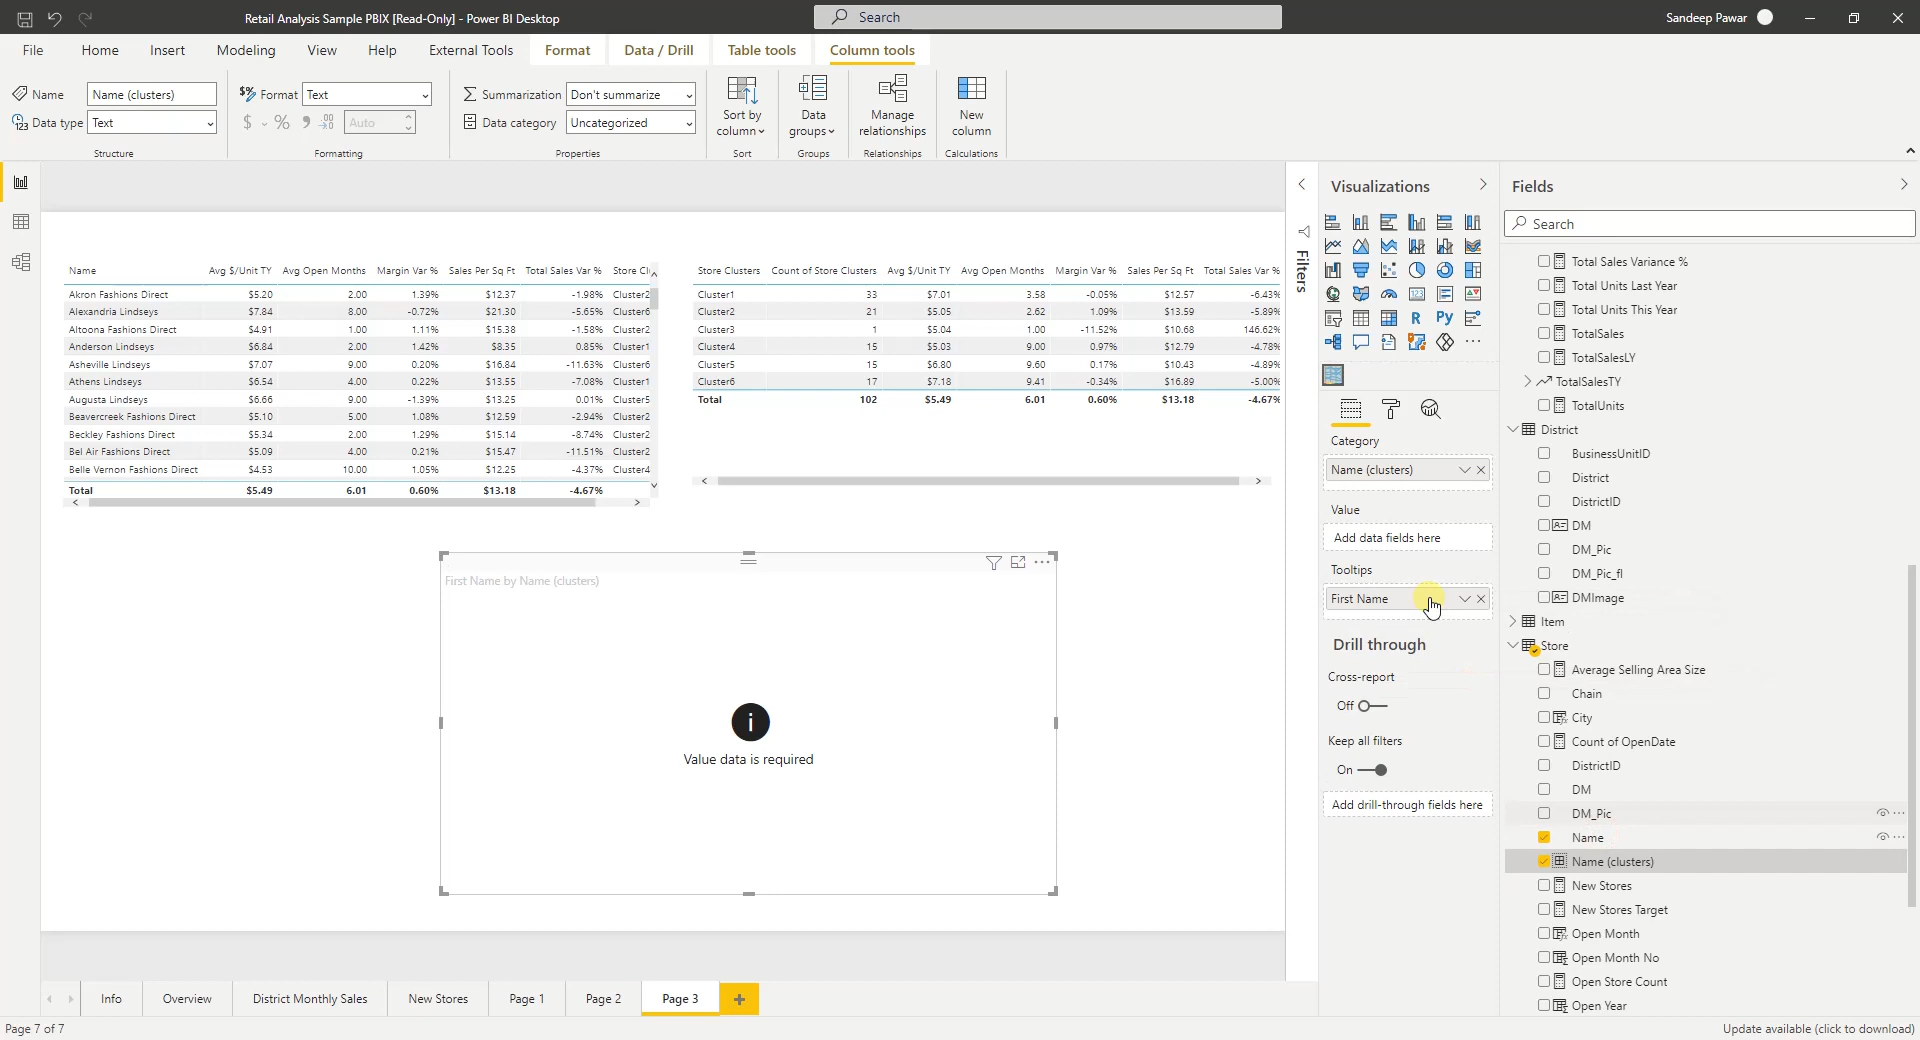 Retail Analysis Sample PBIX [Read-Only] - Power BI Desktop
Search
Sandeep Pawar
File Home Insert Modeling View Help External Tools Format Data / Drill Table tools Column tools
Name Name (clusters)
Data type Text
Structure
$% Format Text
$ % 9 .00 Auto
Formatting
Summarization Don't summarize
Data category Uncategorized
Properties
Sort by column
Sort
Data groups
Groups
Manage relationships
Relationships
New column
Calculations
Name Avg $/Unit TY Avg Open Months Margin Var % Sales Per Sq Ft Total Sales Var % Store Cl
Akron Fashions Direct $5.20 2.00 1.39% $12.37 -1.98% Cluster2
Alexandria Lindseys $7.84 8.00 -0.72% $21.30 -5.65% Cluster6
Altoona Fashions Direct $4.91 1.00 1.11% $15.38 -1.58% Cluster2
Anderson Lindseys $6.84 2.00 1.42% $8.35 0.85% Cluster1
Asheville Lindseys $7.07 9.00 0.20% $16.84 -11.63% Cluster6
Athens Lindseys $6.54 4.00 0.22% $13.55 -7.08% Cluster1
Augusta Lindseys $6.66 9.00 -1.39% $13.25 0.01% Cluster5
Beavercreek Fashions Direct $5.10 5.00 1.08% $12.59 -2.94% Cluster2
Beckley Fashions Direct $5.34 2.00 1.29% $15.14 -8.74% Cluster2
Bel Air Fashions Direct $5.09 4.00 0.21% $15.47 -11.51% Cluster2
Belle Vernon Fashions Direct $4.53 10.00 1.05% $12.25 -4.37% Cluster4
Total $5.49 6.01 0.60% $13.18 -4.67%
Store Clusters Count of Store Clusters Avg $/Unit TY Avg Open Months Margin Var % Sales Per Sq Ft Total Sales Var %
Cluster1 33 $7.01 3.58 -0.05% $12.57 -6.43%
Cluster2 21 $5.05 2.62 1.09% $13.59 -5.89%
Cluster3 1 $5.04 1.00 -11.52% $10.68 146.62%
Cluster4 15 $5.03 9.00 0.97% $12.79 -4.78%
Cluster5 15 $6.80 9.60 0.17% $10.43 -4.89%
Cluster6 17 $7.18 9.41 -0.34% $16.89 -5.00%
Total 102 $5.49 6.01 0.60% $13.18 -4.67%
First Name by Name (clusters)
i
Value data is required
Filters
Visualizations
R Py
Category
Name (clusters)
Value
Add data fields here
Tooltips
First Name
Drill through
Cross-report
Off
Keep all filters
On
Add drill-through fields here
Fields
Search
Total Sales Variance %
Total Units Last Year
Total Units This Year
TotalSales
TotalSalesLY
TotalSalesTY
TotalUnits
District
BusinessUnitID
District
DistrictID
DM
DM_Pic
DM_Pic_fl
DMImage
Item
Store
Average Selling Area Size
Chain
City
Count of OpenDate
DistrictID
DM
DM_Pic
Name
Name (clusters)
New Stores
New Stores Target
Open Month
Open Month No
Open Store Count
Open Year
Info Overview District Monthly Sales New Stores Page 1 Page 2 Page 3 +
Page 7 of 7
Update available (click to download)